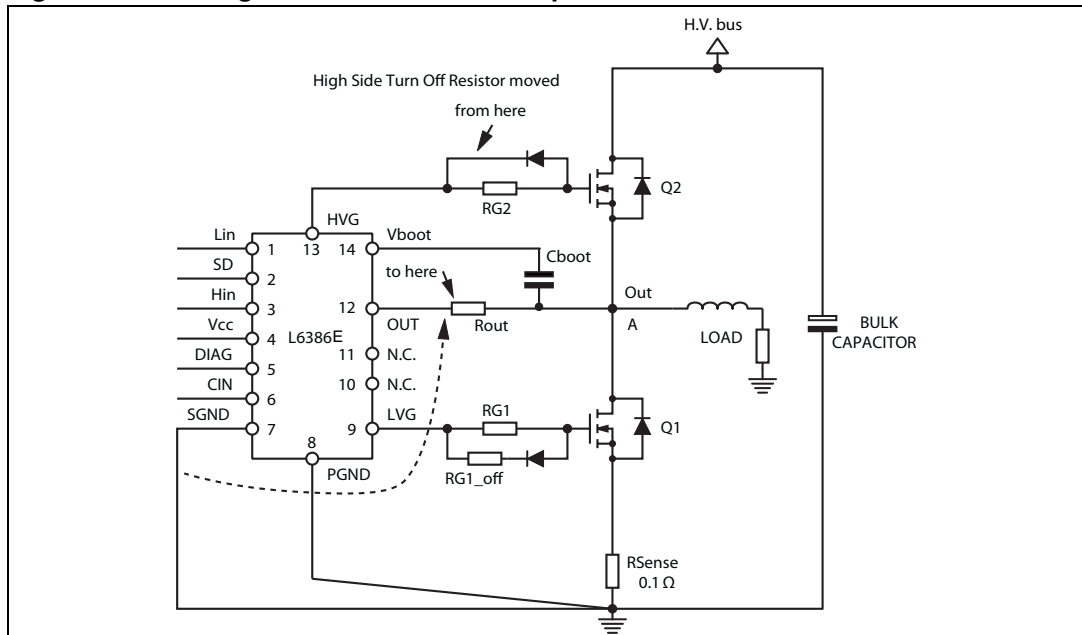 H.V. bus
High Side Turn Off Resistor moved
from here
Q2
RG2
HVG
Lin
1
13
14
Vboot
SD
2
Cboot
to here
Hin
3
12
OUT
Rout
Out
A
Vcc
4
L6386E
11
N.C.
LOAD
BULK
CAPACITOR
DIAG
5
10
N.C.
CIN
6
SGND
7
9
LVG
RG1
Q1
8
PGND
RG1_off
RSense
0.1 Ω